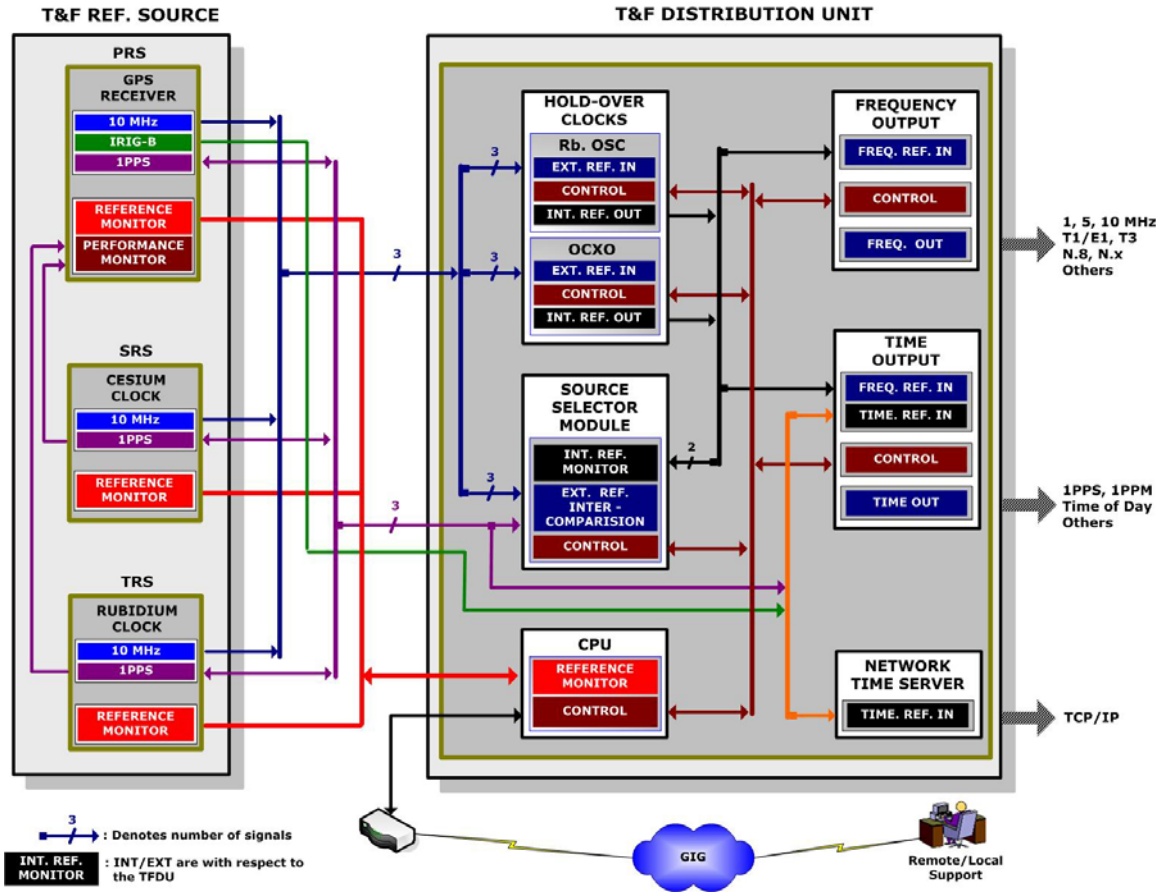 T&F REF. SOURCE
T&F DISTRIBUTION UNIT
PRS
GPS
RECEIVER
10 MHz
IRIG-B
1PPS
REFERENCE
MONITOR
PERFORMANCE
MONITOR
SRS
CESIUM
CLOCK
10 MHz
1PPS
REFERENCE
MONITOR
TRS
RUBIDIUM
CLOCK
10 MHz
1PPS
REFERENCE
MONITOR
3
3
HOLD-OVER
CLOCKS
Rb. OSC
3
EXT. REF. IN
CONTROL
INT. REF. OUT
OCXO
3
EXT. REF. IN
CONTROL
INT. REF. OUT
SOURCE
SELECTOR
MODULE
INT. REF.
MONITOR
2
3
EXT. REF.
INTER -
COMPARISION
CONTROL
CPU
REFERENCE
MONITOR
CONTROL
FREQUENCY
OUTPUT
FREQ. REF. IN
CONTROL
FREQ. OUT
TIME
OUTPUT
FREQ. REF. IN
TIME. REF. IN
CONTROL
TIME OUT
NETWORK
TIME SERVER
TIME. REF. IN
1, 5, 10 MHz
T1/E1, T3
N.8, N.x
Others
1PPS, 1PPM
Time of Day
Others
TCP/IP
3
: Denotes number of signals
INT. REF.
MONITOR
: INT/EXT are with respect to
the TFDU
GIG
Remote/Local
Support